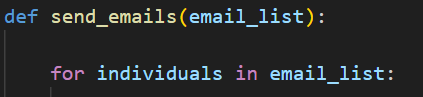 def send_emails(email_list):
for individuals in email_list: